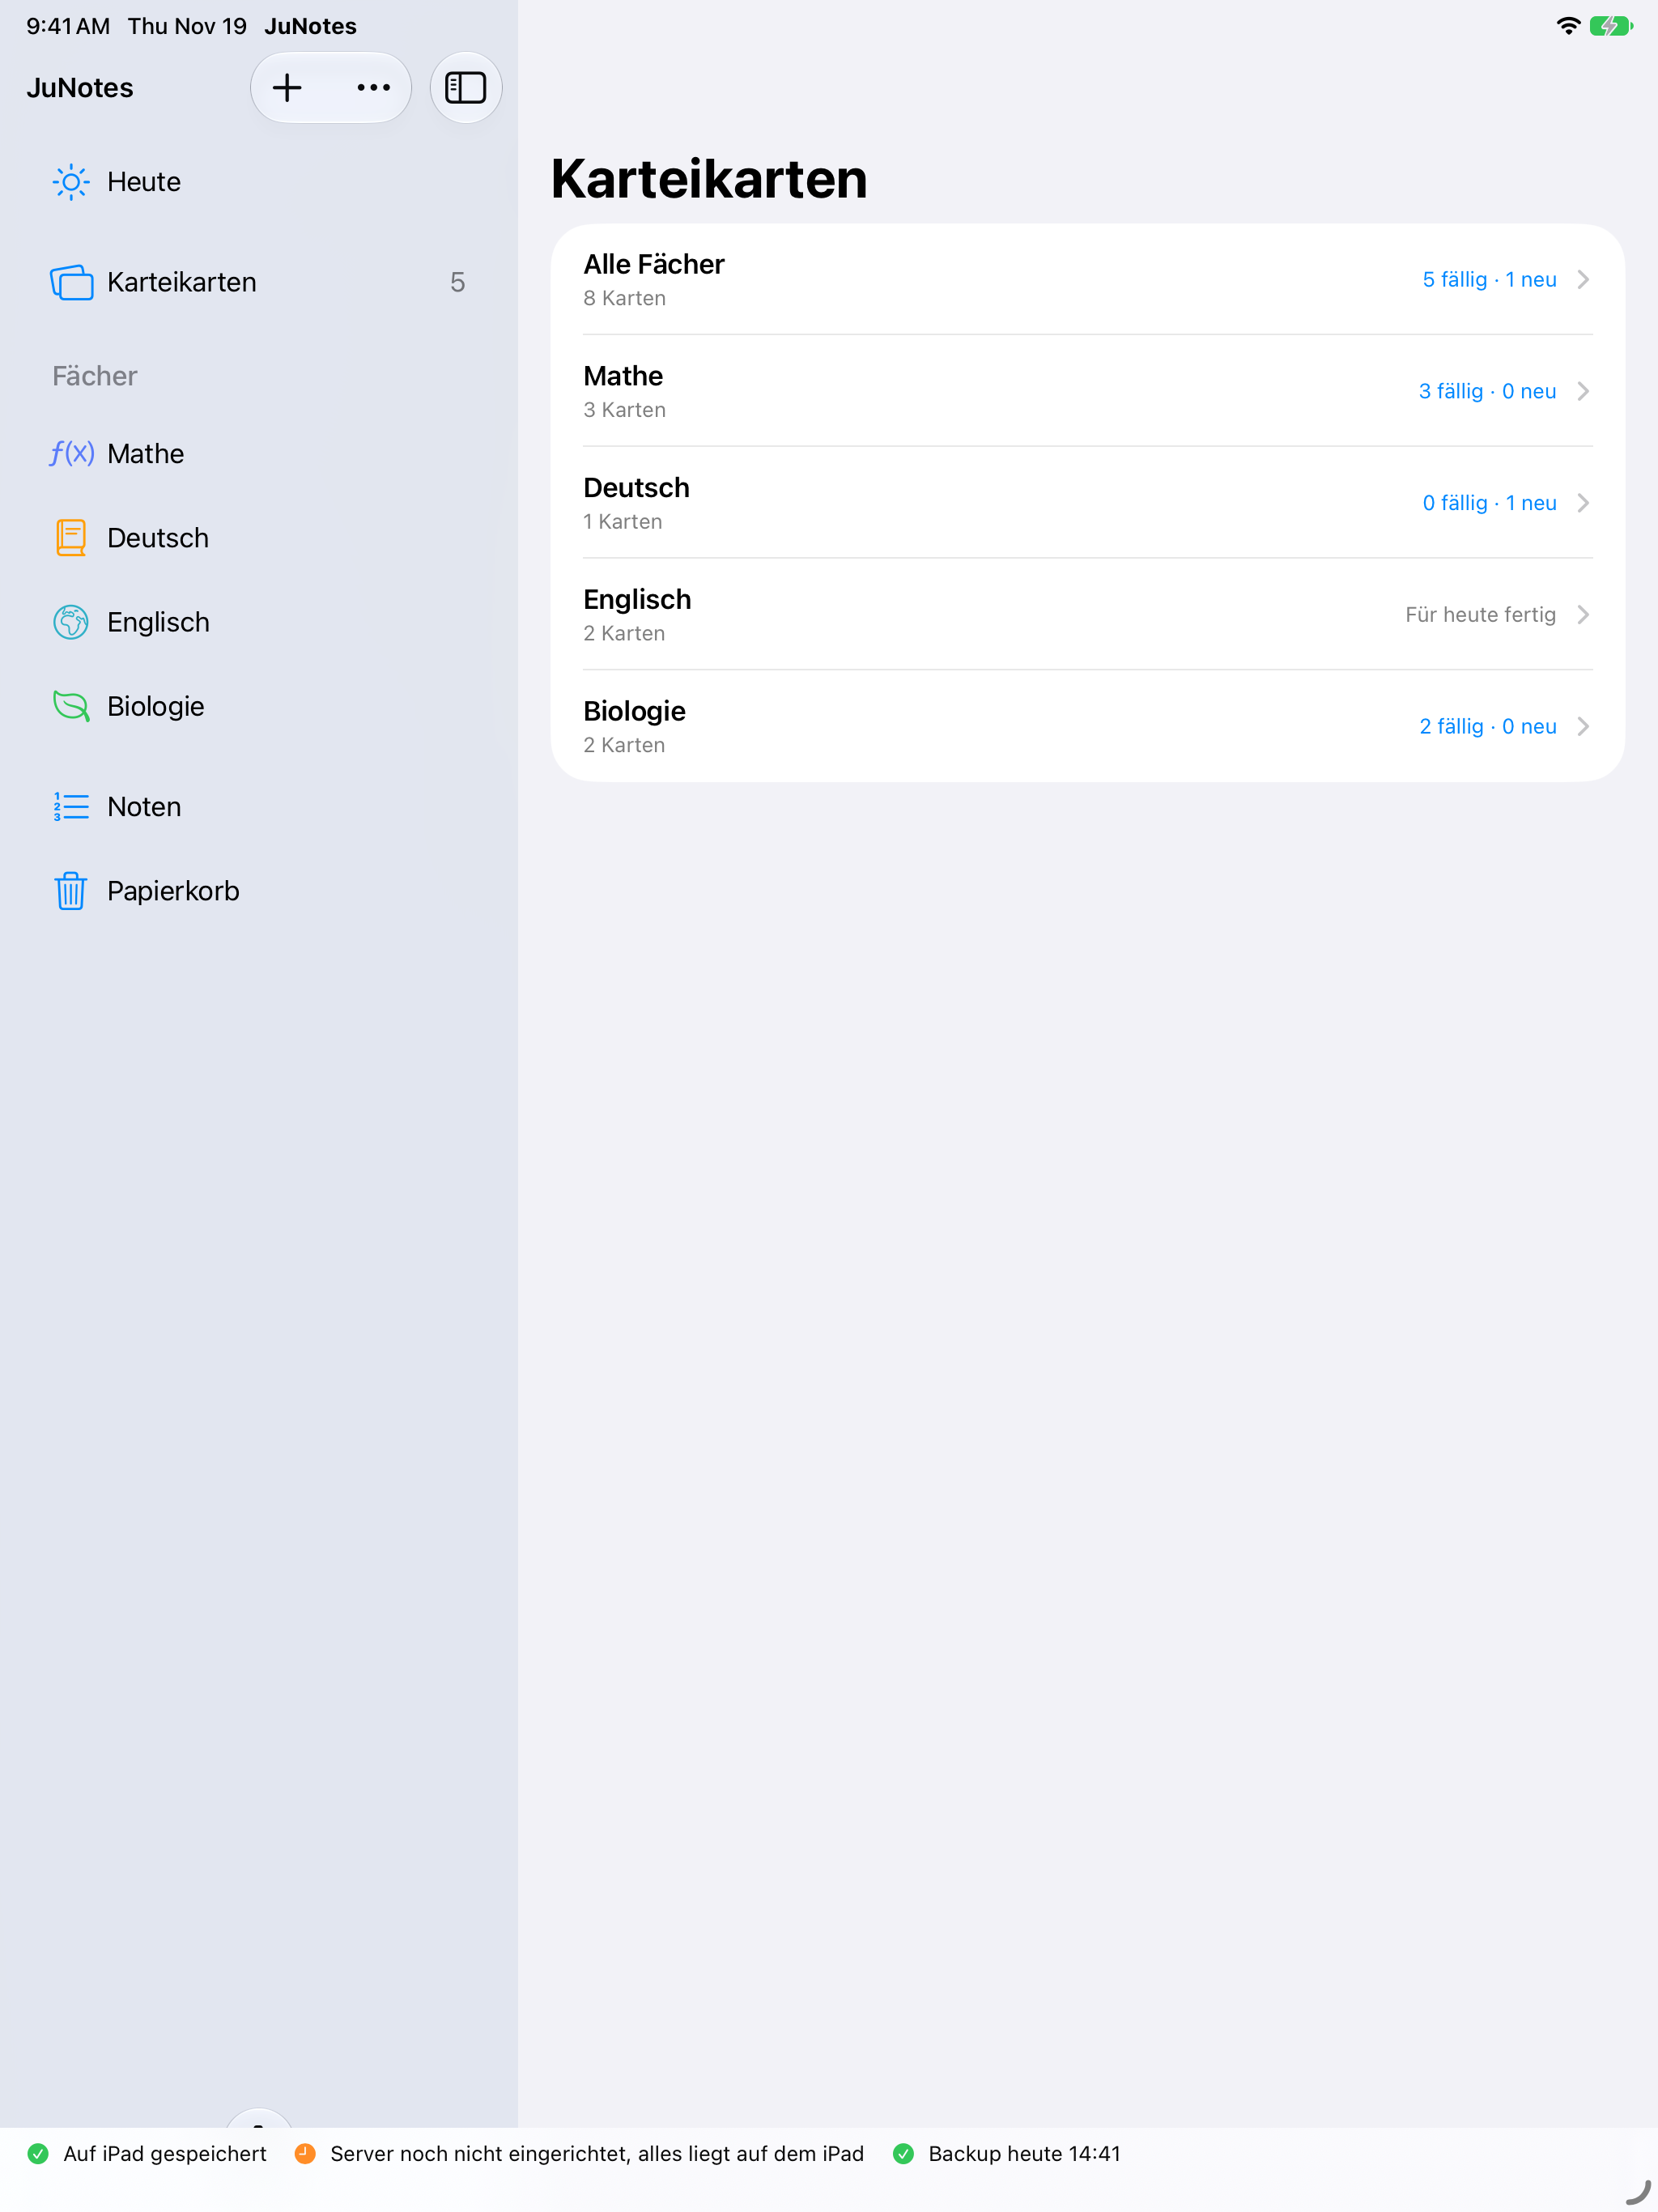 9:41 AM Thu Nov 19 JuNotes
JuNotes
Heute
Karteikarten 5
Fächer
f(x) Mathe
Deutsch
Englisch
Biologie
1 2 3 Noten
Papierkorb
Karteikarten
Alle Fächer
8 Karten
5 fällig · 1 neu
Mathe
3 Karten
3 fällig · 0 neu
Deutsch
1 Karten
0 fällig · 1 neu
Englisch
2 Karten
Für heute fertig
Biologie
2 Karten
2 fällig · 0 neu
Auf iPad gespeichert Server noch nicht eingerichtet, alles liegt auf dem iPad Backup heute 14:41